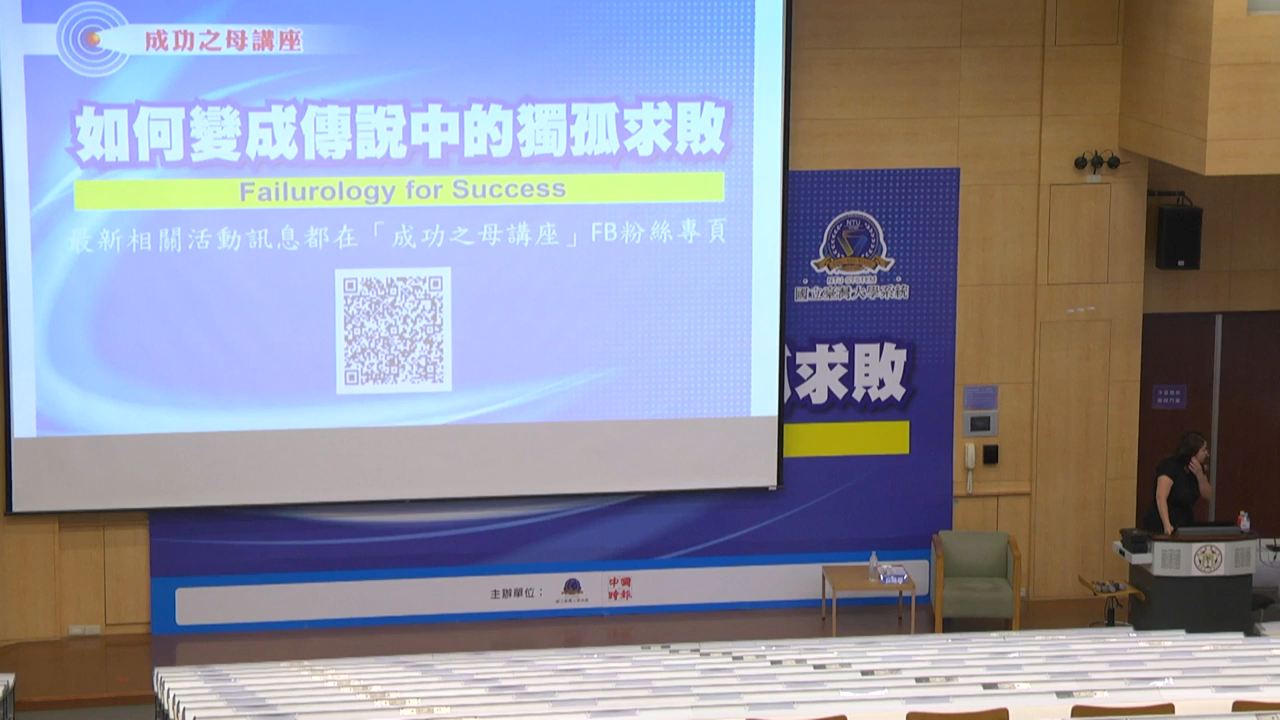 成功之母講座
如何變成傳說中的獨孤求敗
Failurology for Success
最新相關活動訊息都在「成功之母講座」FB粉絲專頁
NTU
NTU SYSTEM
國立臺灣大學系統
求敗
主辦單位：
中國
時報